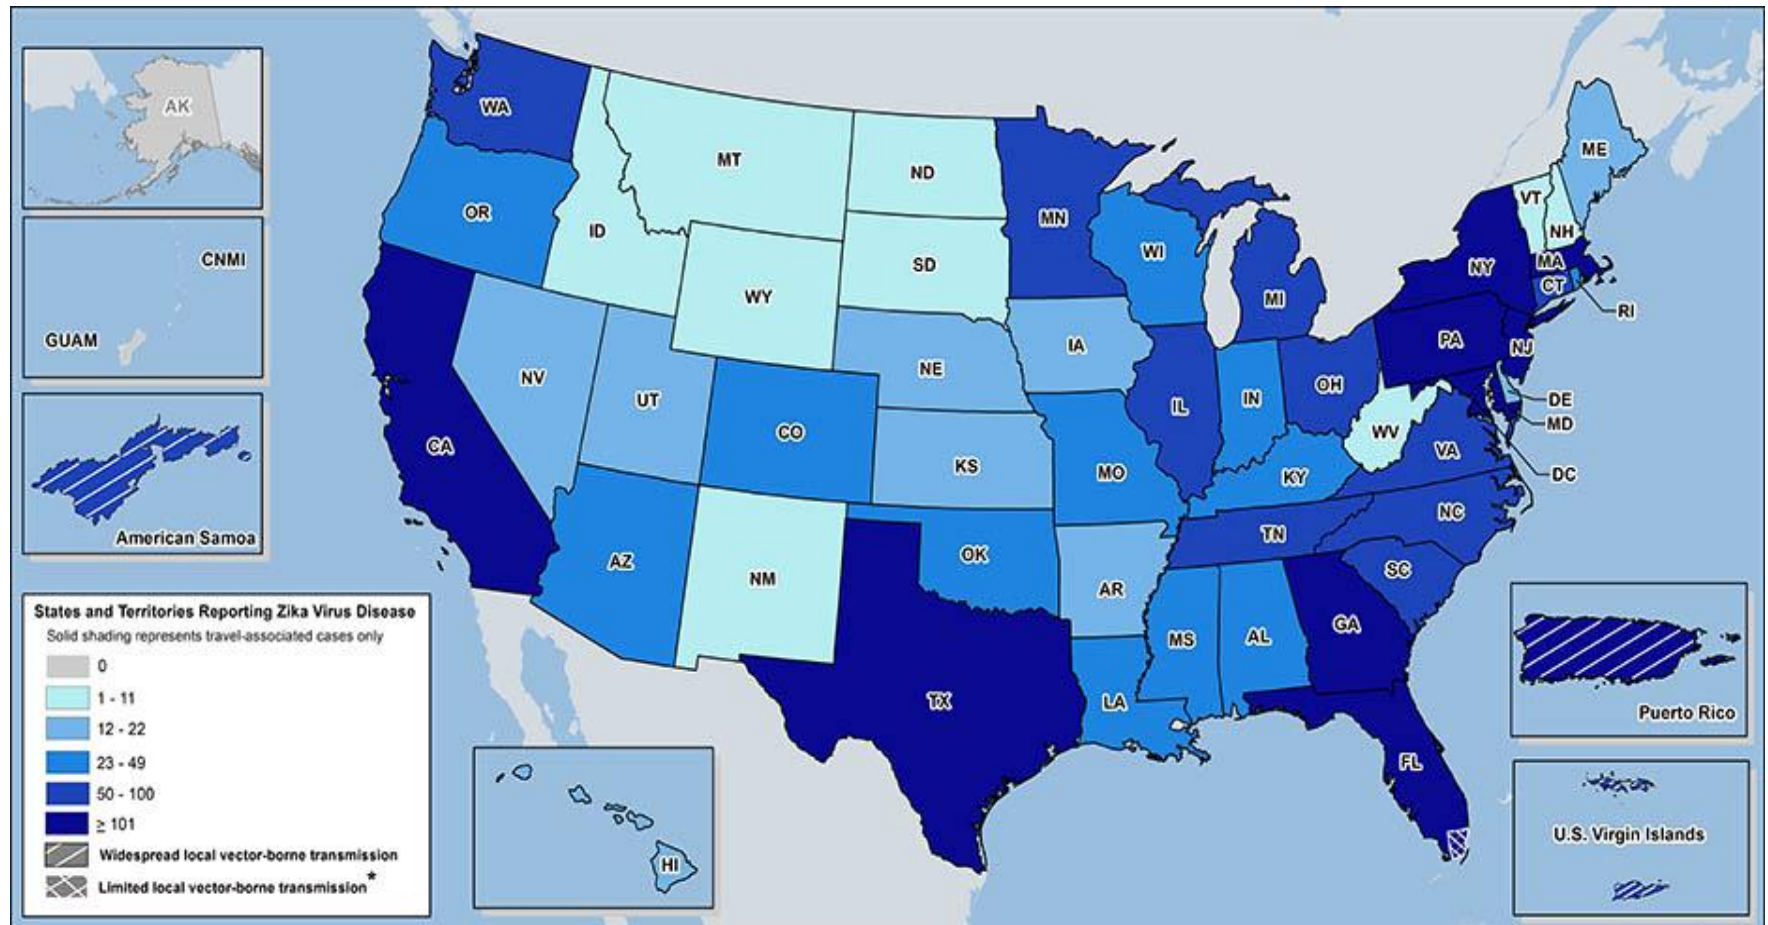 AK
CNMI
GUAM
American Samoa
States and Territories Reporting Zika Virus Disease
Solid shading represents travel-associated cases only
0
1 - 11
12 - 22
23 - 49
50 - 100
≥ 101
Widespread local vector-borne transmission
Limited local vector-borne transmission*
WA
OR
CA
ID
NV
MT
WY
UT
AZ
CO
NM
ND
SD
NE
KS
OK
TX
MN
IA
MO
AR
LA
WI
IL
MS
MI
IN
KY
TN
AL
OH
WV
VA
NC
SC
GA
FL
PA
NY
NJ
VT
NH
ME
MA
CT
RI
DE
MD
DC
HI
Puerto Rico
U.S. Virgin Islands